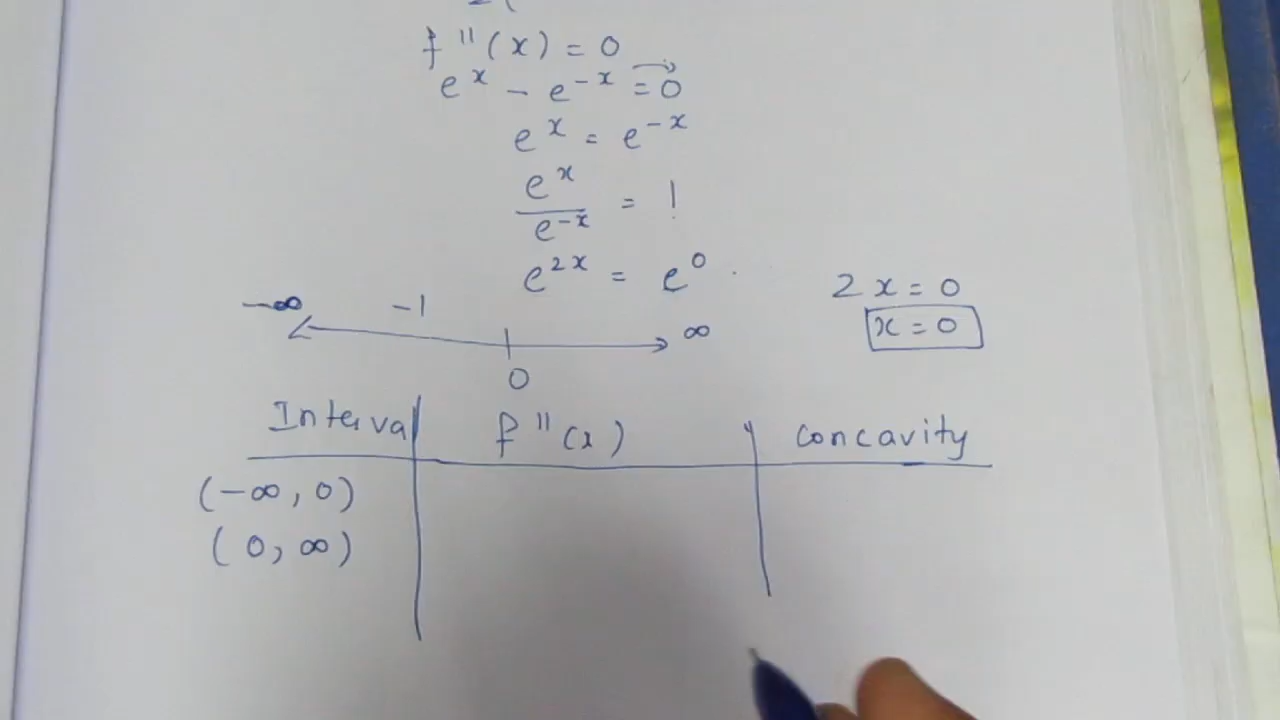 f''(x) = 0
e^x - e^-x = 0
e^x = e^-x
e^x / e^-x = 1
e^2x = e^0
2x = 0
x = 0
-∞ -1 ∞
0
Interval f''(x) concavity
(-∞, 0)
(0, ∞)